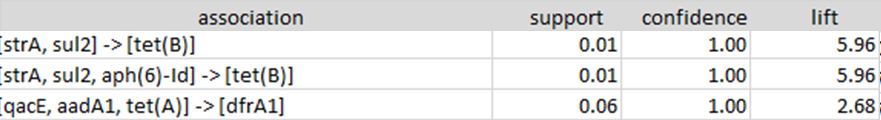 association support confidence lift
[strA, sul2] -> [tet(B)] 0.01 1.00 5.96
[strA, sul2, aph(6)-Id] -> [tet(B)] 0.01 1.00 5.96
[qacE, aadA1, tet(A)] -> [dfrA1] 0.06 1.00 2.68